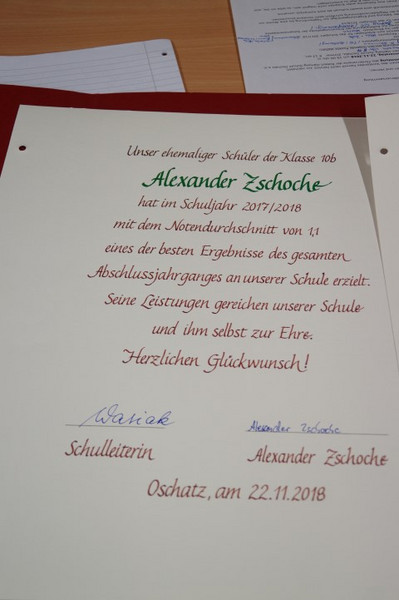 Unser ehemaliger Schüler der Klasse 10b
Alexander Zschoche
hat im Schuljahr 2017/2018
mit dem Notendurchschnitt von 1,1
eines der besten Ergebnisse des gesamten
Abschlussjahrganges an unserer Schule erzielt.
Seine Leistungen gereichen unserer Schule
und ihm selbst zur Ehre.
Herzlichen Glückwunsch!
Wasiak
Alexander Zschoche
Schulleiterin
Alexander Zschoche
Oschatz, am 22.11.2018